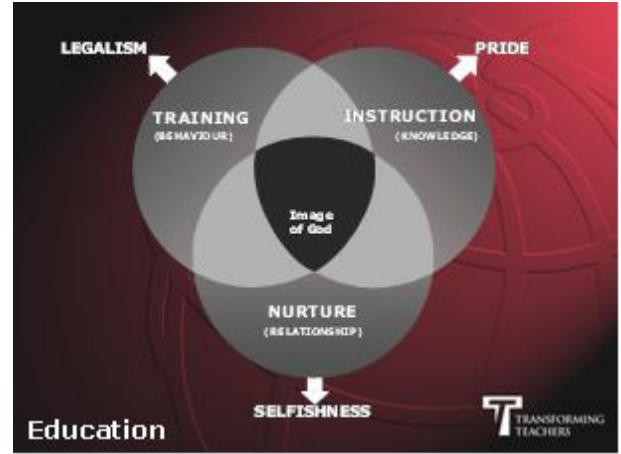 LEGALISM
PRIDE
TRAINING
(BEHAVIOUR)
INSTRUCTION
(KNOWLEDGE)
Image
of God
NURTURE
(RELATIONSHIP)
SELFISHNESS
Education
T TRANSFORMING
TEACHERS